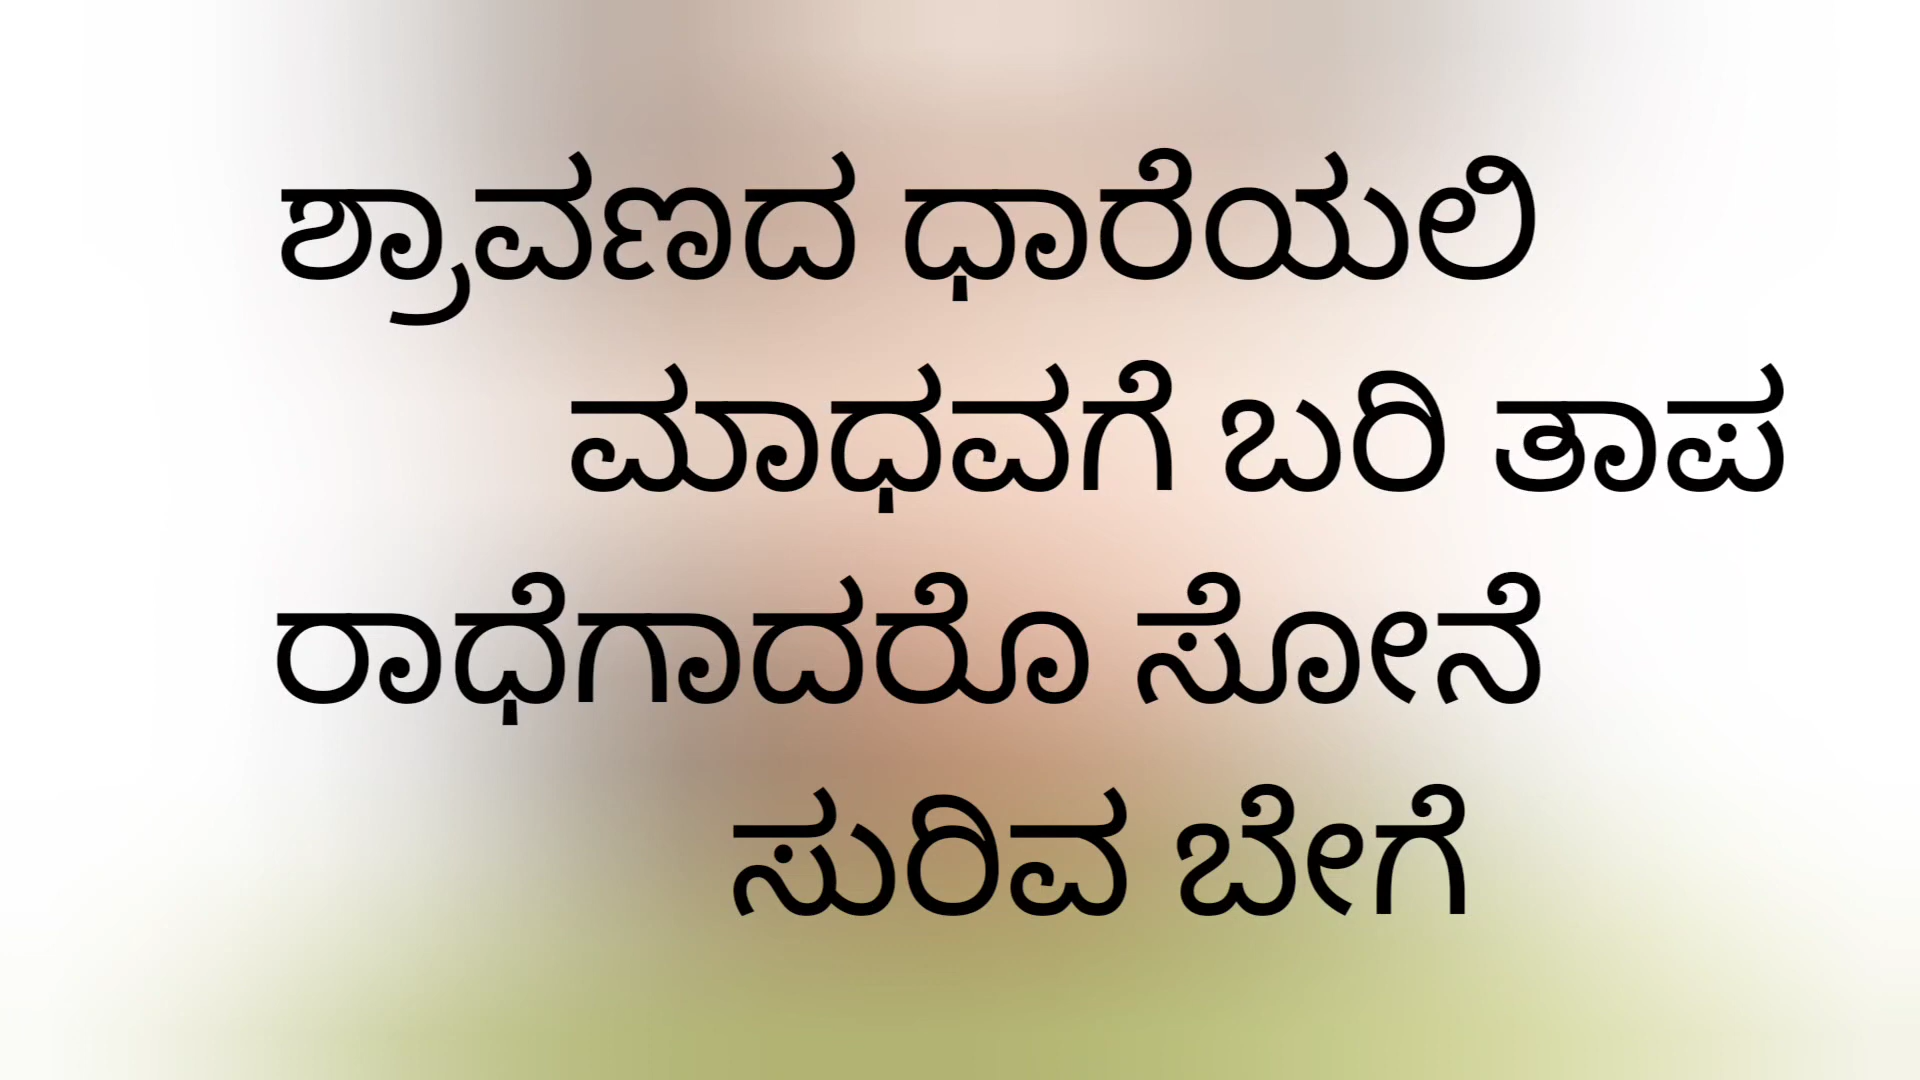 ಶ್ರಾವಣದ ಧಾರೆಯಲಿ
ಮಾಧವಗೆ ಬರಿ ತಾಪ
ರಾಧೆಗಾದರೊ ಸೋನೆ
ಸುರಿವ ಬೇಗೆ